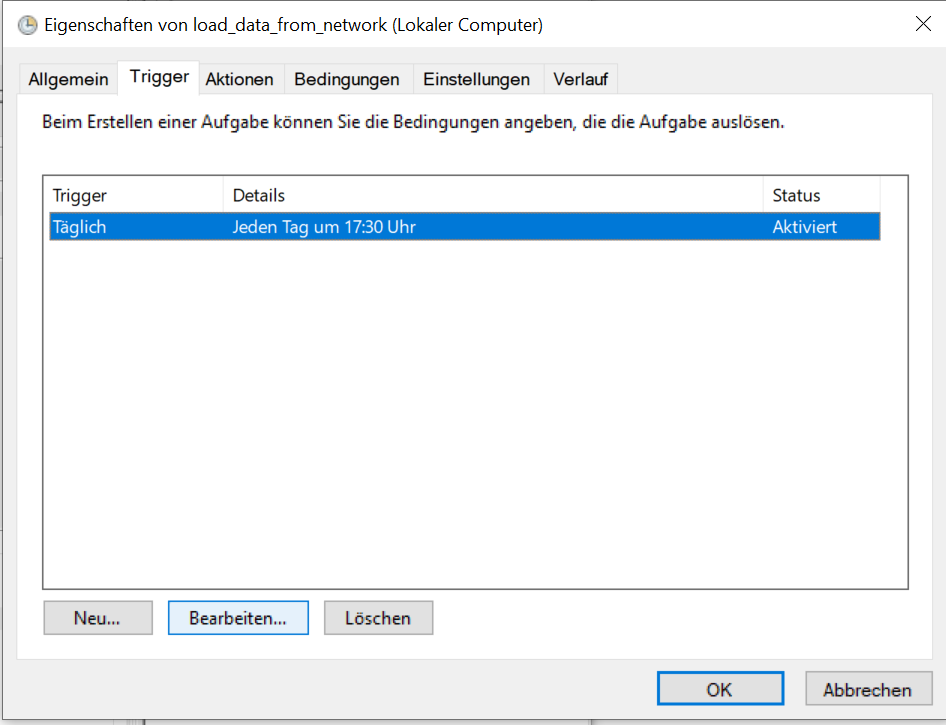 Eigenschaften von load_data_from_network (Lokaler Computer)
Allgemein Trigger Aktionen Bedingungen Einstellungen Verlauf
Beim Erstellen einer Aufgabe können Sie die Bedingungen angeben, die die Aufgabe auslösen.
Trigger Details Status
Täglich Jeden Tag um 17:30 Uhr Aktiviert
Neu... Bearbeiten... Löschen
OK Abbrechen